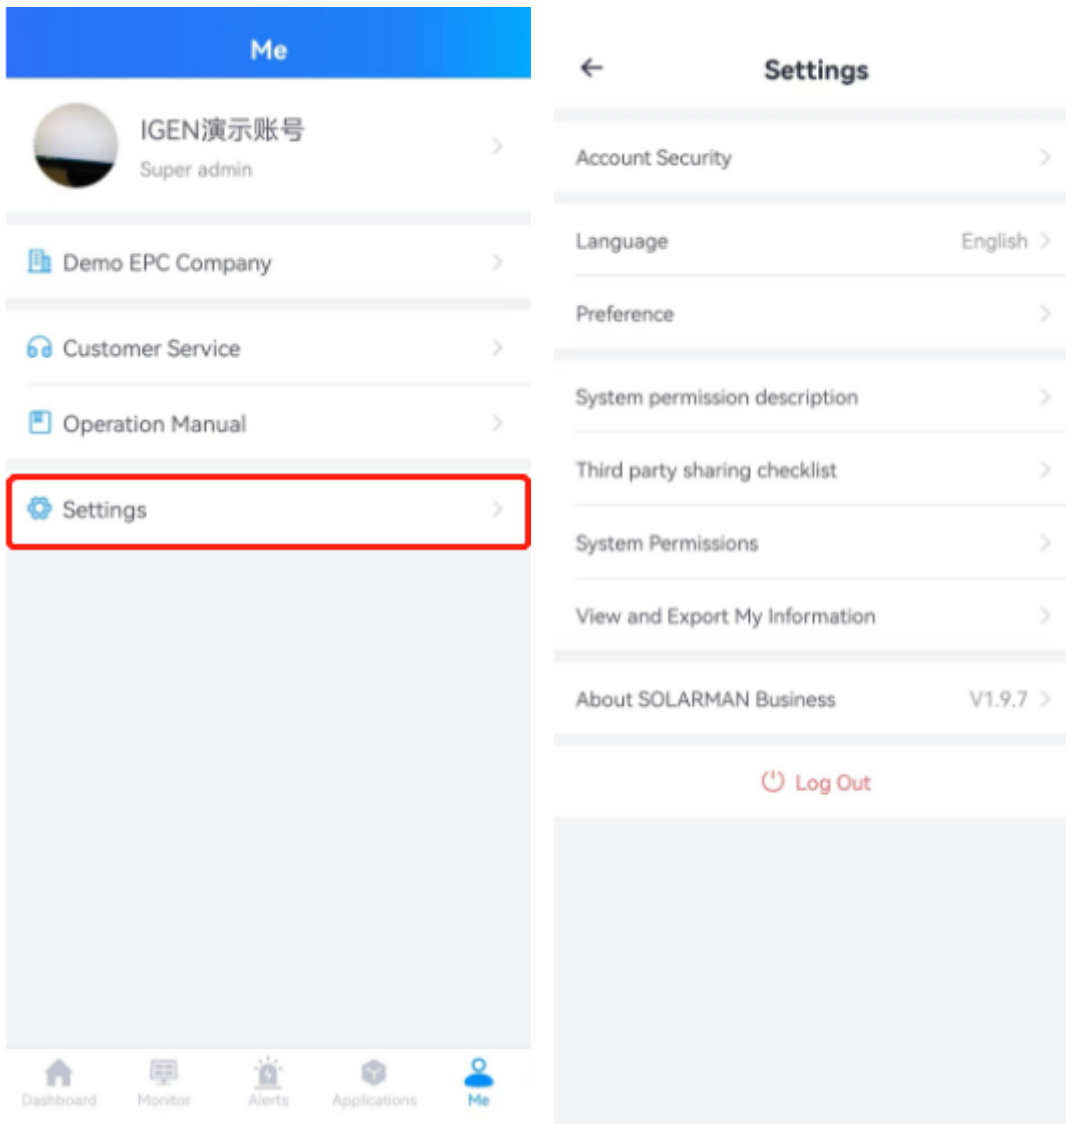 Me
IGEN演示账号
Super admin
Demo EPC Company
Customer Service
Operation Manual
Settings
Dashboard
Monitor
Alerts
Applications
Me
Settings
Account Security
Language English
Preference
System permission description
Third party sharing checklist
System Permissions
View and Export My Information
About SOLARMAN Business V1.9.7
Log Out